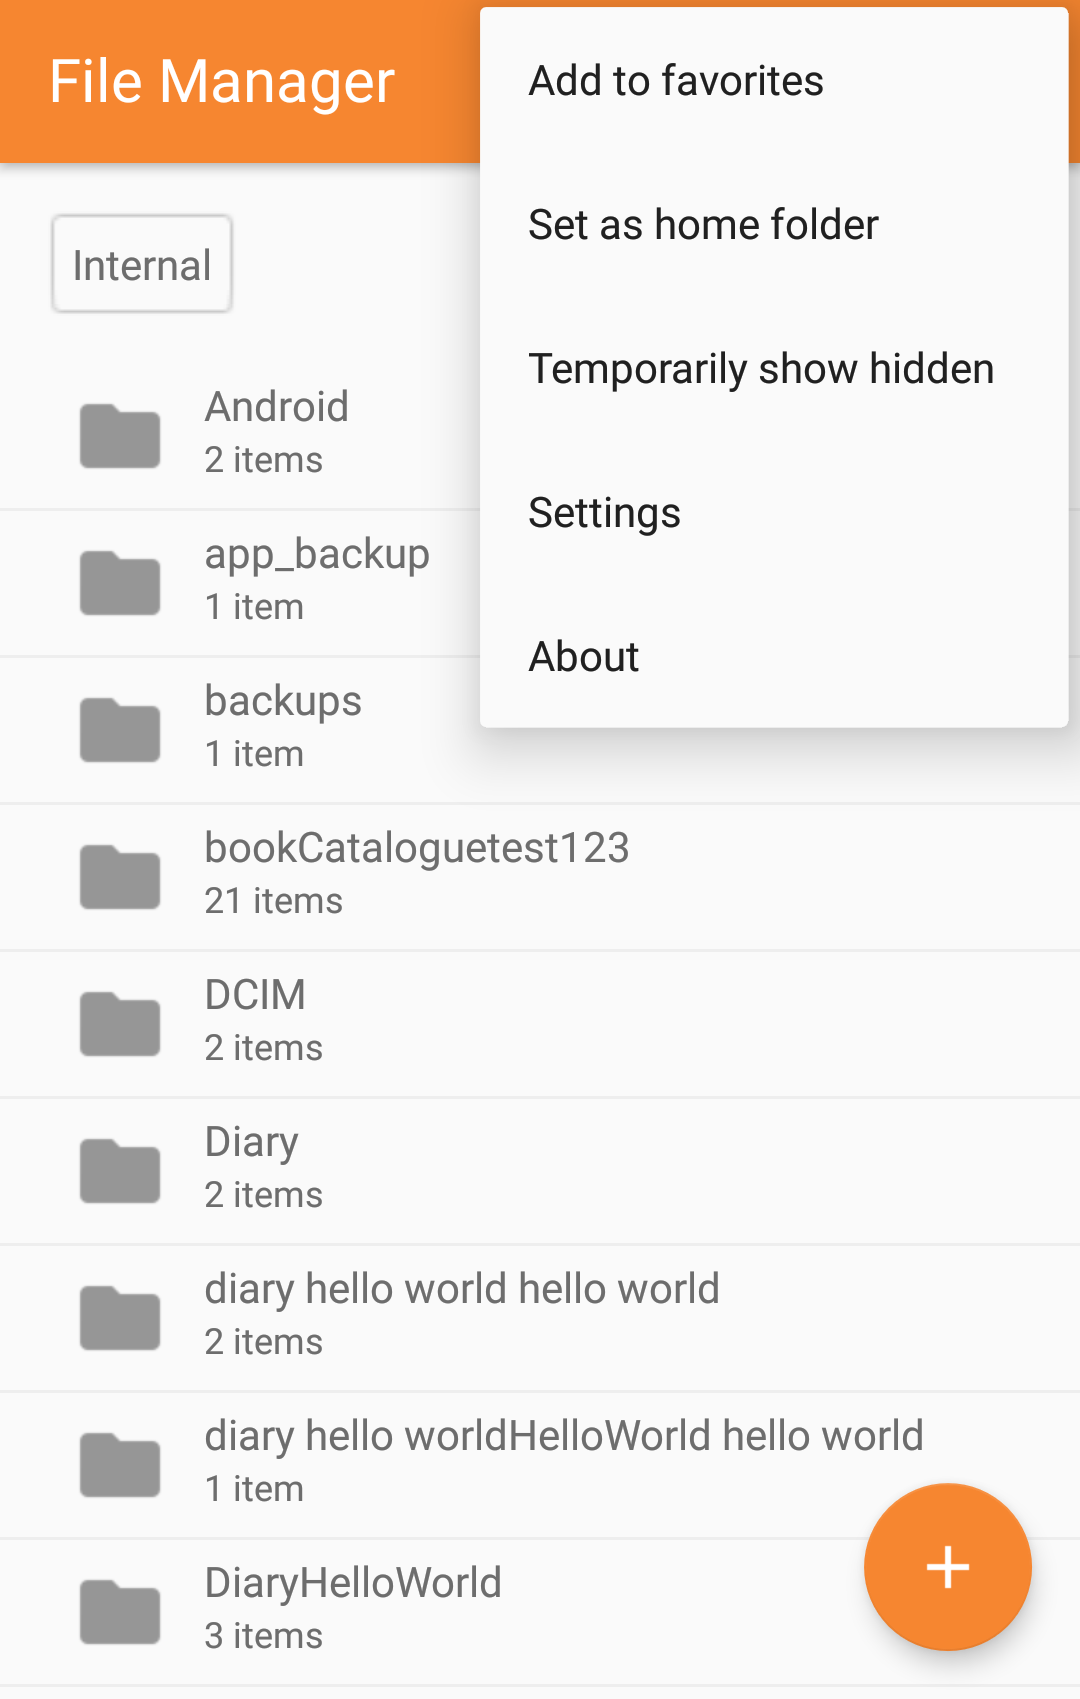 File Manager
Add to favorites
Set as home folder
Temporarily show hidden
Settings
About
Internal
Android
2 items
app_backup
1 item
backups
1 item
bookCataloguetest123
21 items
DCIM
2 items
Diary
2 items
diary hello world hello world
2 items
diary hello worldHelloWorld hello world
1 item
DiaryHelloWorld
3 items